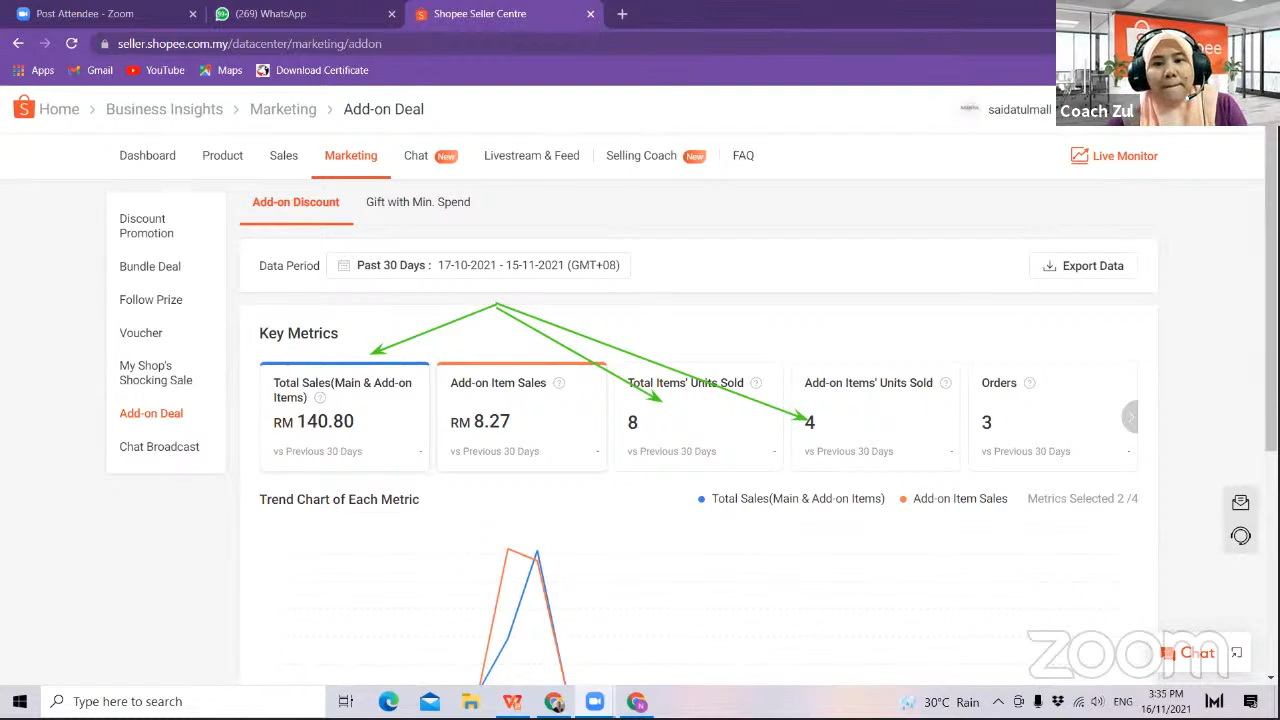 Post Attendee - Zoom
(269) WhatsApp
Shopee Seller Centre
seller.shopee.com.my/datacenter/marketing/addon
Apps
Gmail
YouTube
Maps
Download Certificate
Coach Zul
Home > Business Insights > Marketing > Add-on Deal
saidatulmall
Dashboard
Product
Sales
Marketing
Chat New
Livestream & Feed
Selling Coach New
FAQ
Live Monitor
Discount
Promotion
Bundle Deal
Follow Prize
Voucher
My Shop's
Shocking Sale
Add-on Deal
Chat Broadcast
Add-on Discount
Gift with Min. Spend
Data Period
Past 30 Days : 17-10-2021 - 15-11-2021 (GMT+08)
Export Data
Key Metrics
Total Sales(Main & Add-on
Items)
RM 140.80
vs Previous 30 Days -
Add-on Item Sales
RM 8.27
vs Previous 30 Days -
Total Items' Units Sold
8
vs Previous 30 Days -
Add-on Items' Units Sold
4
vs Previous 30 Days -
Orders
3
vs Previous 30 Days -
Trend Chart of Each Metric
Total Sales(Main & Add-on Items)
Add-on Item Sales
Metrics Selected 2 /4
zoom
Chat
Type here to search
30°C Rain
ENG
3:35 PM
16/11/2021